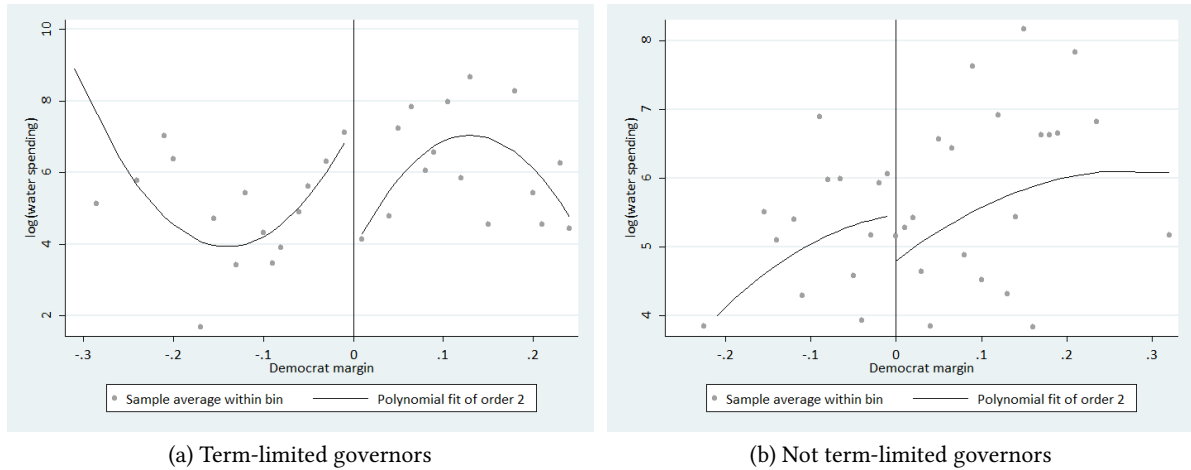 10
8
6
4
2
log(water spending)
-.3
-.2
-.1
0
.1
.2
Democrat margin
Sample average within bin
Polynomial fit of order 2
(a) Term-limited governors
8
7
6
5
4
log(water spending)
-.2
-.1
0
.1
.2
.3
Democrat margin
Sample average within bin
Polynomial fit of order 2
(b) Not term-limited governors